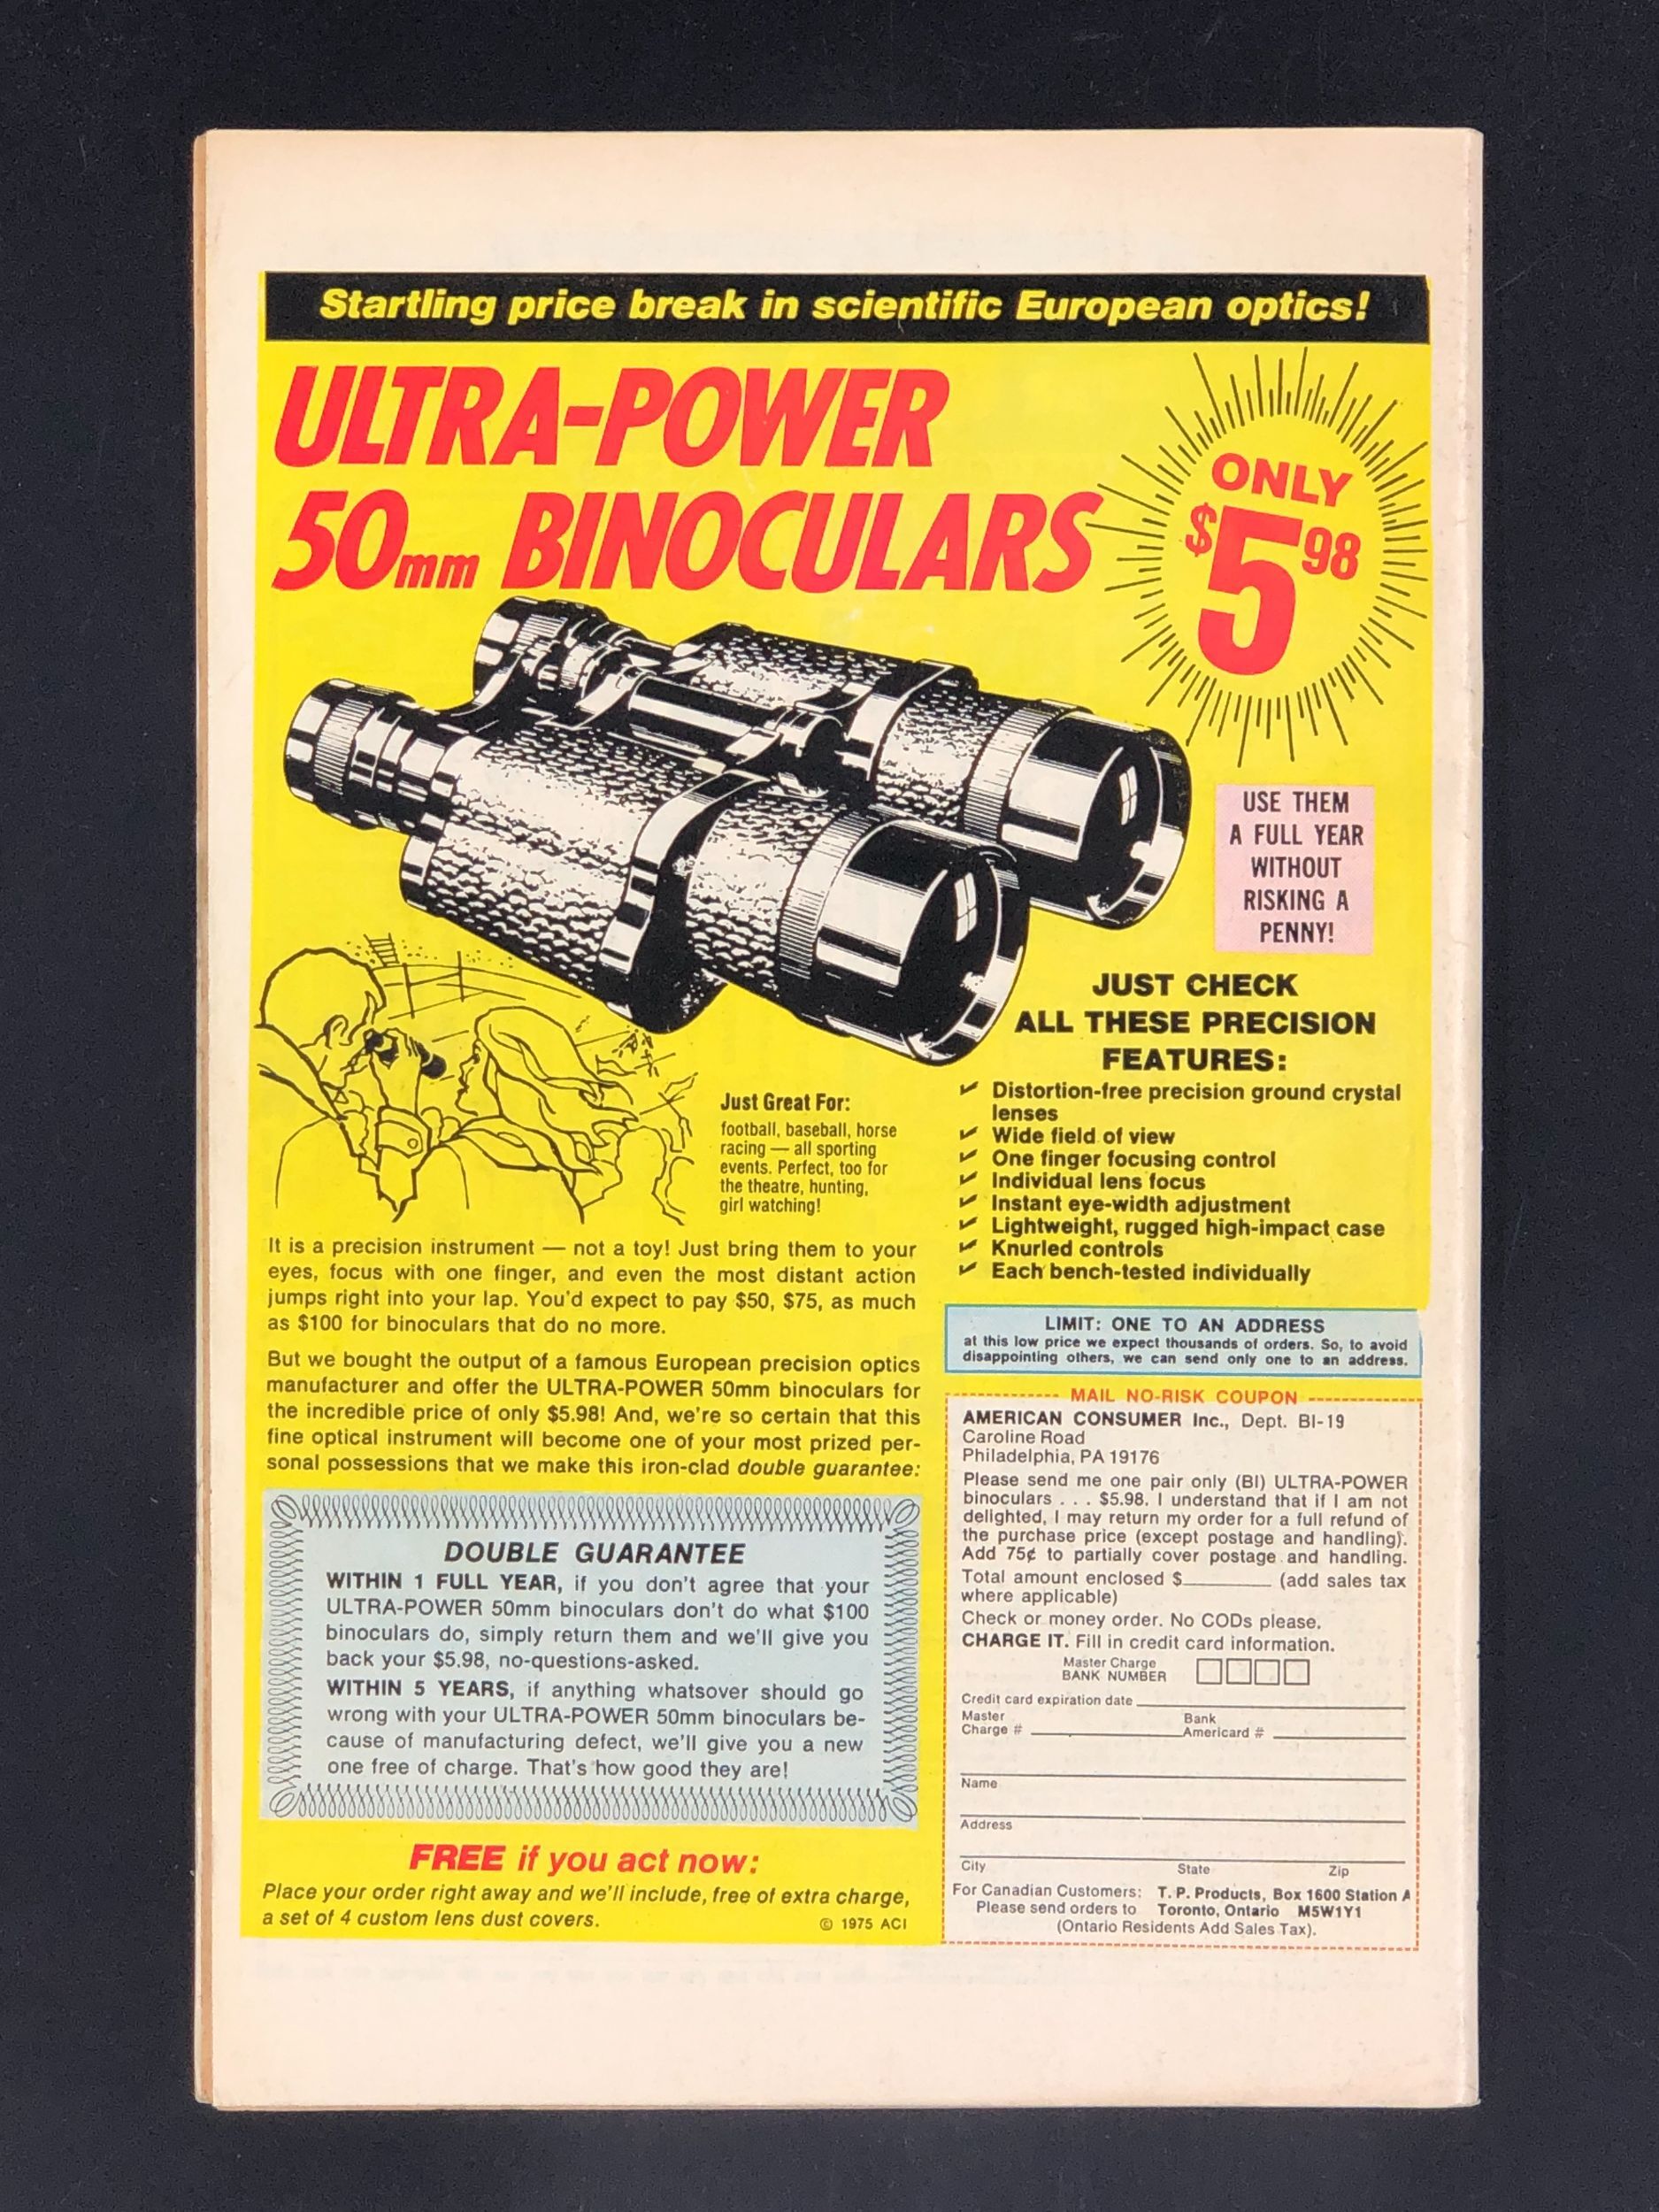 Startling price break in scientific European optics!
ULTRA-POWER
50mm BINOCULARS
ONLY
$5 98
USE THEM
A FULL YEAR
WITHOUT
RISKING A
PENNY!
JUST CHECK
ALL THESE PRECISION
FEATURES:
✓ Distortion-free precision ground crystal
lenses
✓ Wide field of view
✓ One finger focusing control
✓ Individual lens focus
✓ Instant eye-width adjustment
✓ Lightweight, rugged high-impact case
✓ Knurled controls
✓ Each bench-tested individually
Just Great For:
football, baseball, horse
racing — all sporting
events. Perfect, too for
the theatre, hunting,
girl watching!
It is a precision instrument — not a toy! Just bring them to your
eyes, focus with one finger, and even the most distant action
jumps right into your lap. You'd expect to pay $50, $75, as much
as $100 for binoculars that do no more.
But we bought the output of a famous European precision optics
manufacturer and offer the ULTRA-POWER 50mm binoculars for
the incredible price of only $5.98! And, we're so certain that this
fine optical instrument will become one of your most prized per-
sonal possessions that we make this iron-clad double guarantee:
DOUBLE GUARANTEE
WITHIN 1 FULL YEAR, if you don't agree that your
ULTRA-POWER 50mm binoculars don't do what $100
binoculars do, simply return them and we'll give you
back your $5.98, no-questions-asked.
WITHIN 5 YEARS, if anything whatsover should go
wrong with your ULTRA-POWER 50mm binoculars be-
cause of manufacturing defect, we'll give you a new
one free of charge. That's how good they are!
FREE if you act now:
Place your order right away and we'll include, free of extra charge,
a set of 4 custom lens dust covers.
© 1975 ACI
LIMIT: ONE TO AN ADDRESS
at this low price we expect thousands of orders. So, to avoid
disappointing others, we can send only one to an address.
MAIL NO-RISK COUPON
AMERICAN CONSUMER Inc., Dept. BI-19
Caroline Road
Philadelphia, PA 19176
Please send me one pair only (BI) ULTRA-POWER
binoculars . . . $5.98. I understand that if I am not
delighted, I may return my order for a full refund of
the purchase price (except postage and handling).
Add 75¢ to partially cover postage and handling.
Total amount enclosed $________ (add sales tax
where applicable)
Check or money order. No CODs please.
CHARGE IT. Fill in credit card information.
Master Charge
BANK NUMBER
Credit card expiration date
Master Charge #
Bank Americard #
Name
Address
City State Zip
For Canadian Customers: T. P. Products, Box 1600 Station A
Please send orders to Toronto, Ontario M5W1Y1
(Ontario Residents Add Sales Tax).